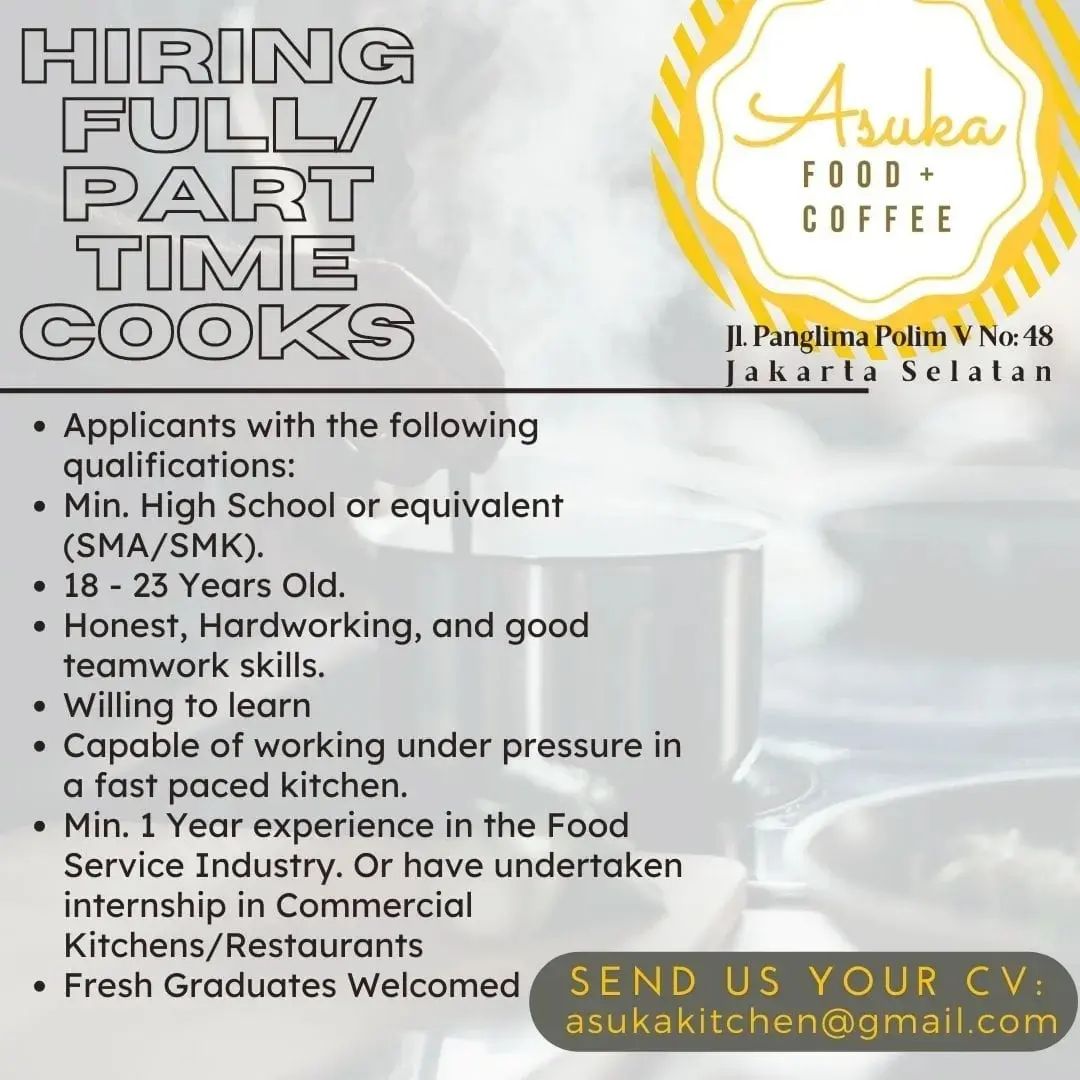 HIRING
FULL/
PART
TIME
COOKS
Asuka
FOOD +
COFFEE
Jl. Panglima Polim V No: 48
Jakarta Selatan
• Applicants with the following
qualifications:
• Min. High School or equivalent
(SMA/SMK).
• 18 - 23 Years Old.
• Honest, Hardworking, and good
teamwork skills.
• Willing to learn
• Capable of working under pressure in
a fast paced kitchen.
• Min. 1 Year experience in the Food
Service Industry. Or have undertaken
internship in Commercial
Kitchens/Restaurants
• Fresh Graduates Welcomed
SEND US YOUR CV:
asukakitchen@gmail.com